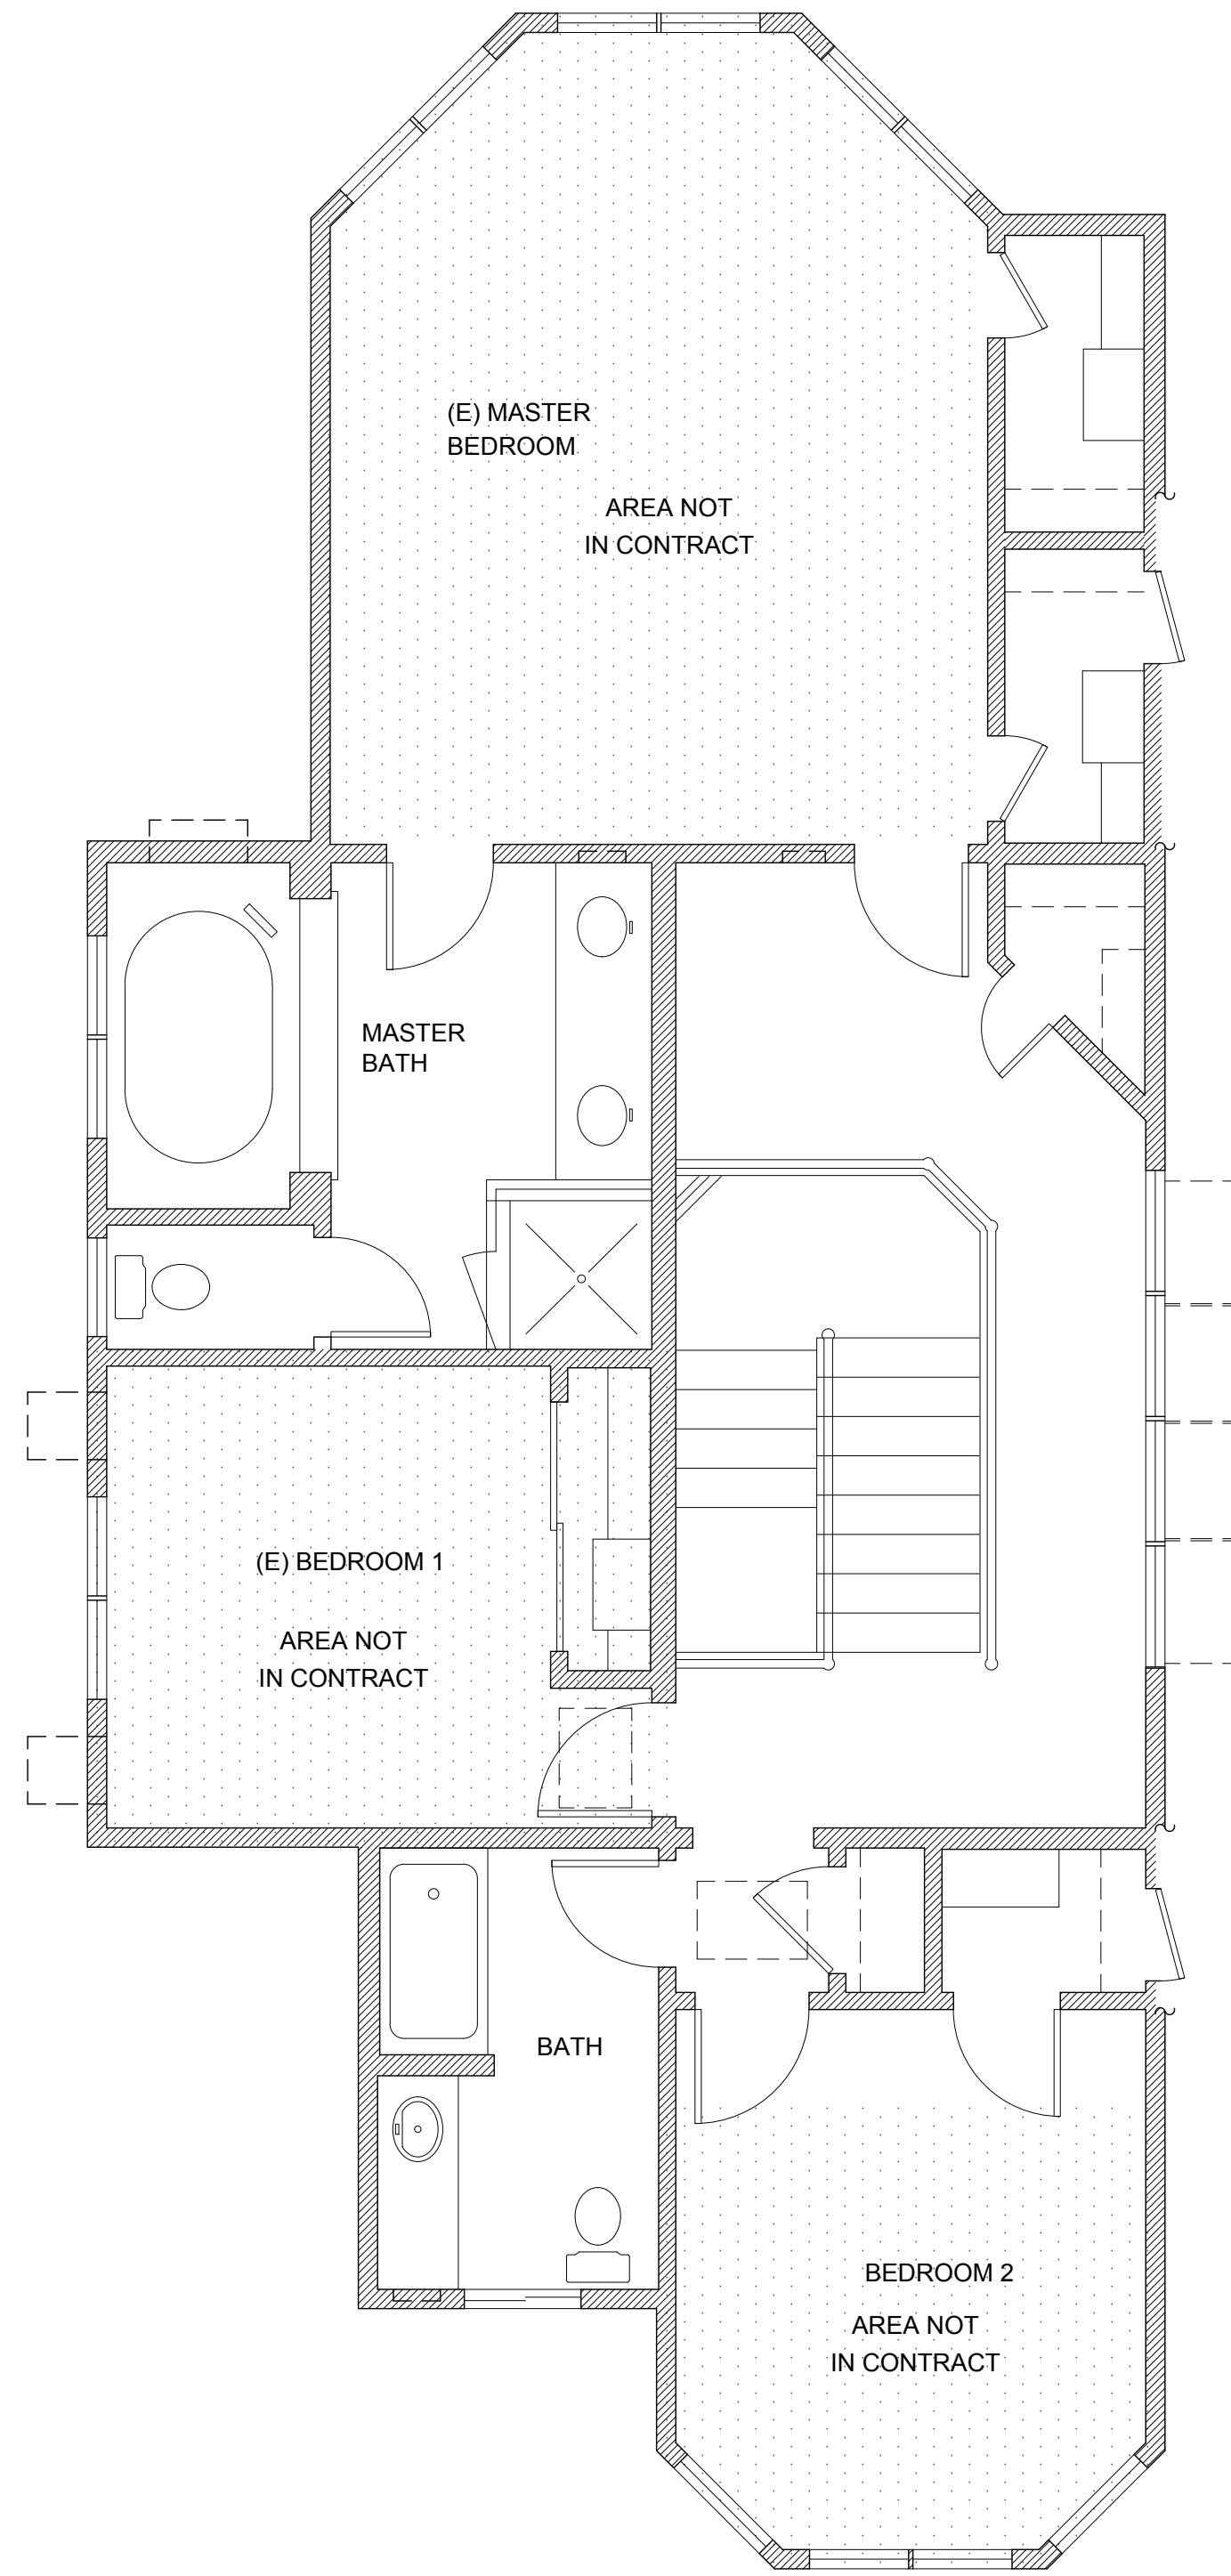 (E) MASTER
BEDROOM
AREA NOT
IN CONTRACT
MASTER
BATH
(E) BEDROOM 1
AREA NOT
IN CONTRACT
BATH
BEDROOM 2
AREA NOT
IN CONTRACT